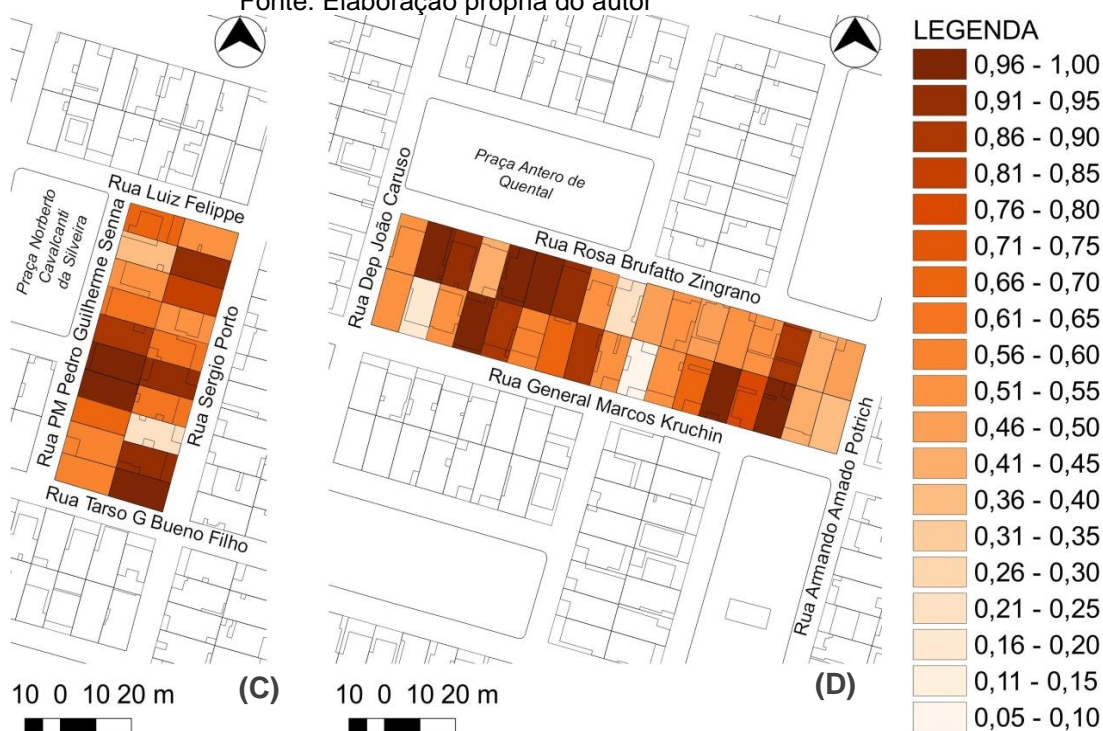 Fonte: Elaboração própria do autor
Rua Luiz Felippe
Praça Norberto
Cavalcanti
da Silveira
Rua PM Pedro Guilherme Senna
Rua Sergio Porto
Rua Tarso G Bueno Filho
10 0 10 20 m
(C)
Praça Antero de
Quental
Rua Dep João Caruso
Rua Rosa Brufatto Zingrano
Rua General Marcos Kruchin
Rua Armando Amado Potrich
10 0 10 20 m
(D)
LEGENDA
0,96 - 1,00
0,91 - 0,95
0,86 - 0,90
0,81 - 0,85
0,76 - 0,80
0,71 - 0,75
0,66 - 0,70
0,61 - 0,65
0,56 - 0,60
0,51 - 0,55
0,46 - 0,50
0,41 - 0,45
0,36 - 0,40
0,31 - 0,35
0,26 - 0,30
0,21 - 0,25
0,16 - 0,20
0,11 - 0,15
0,05 - 0,10